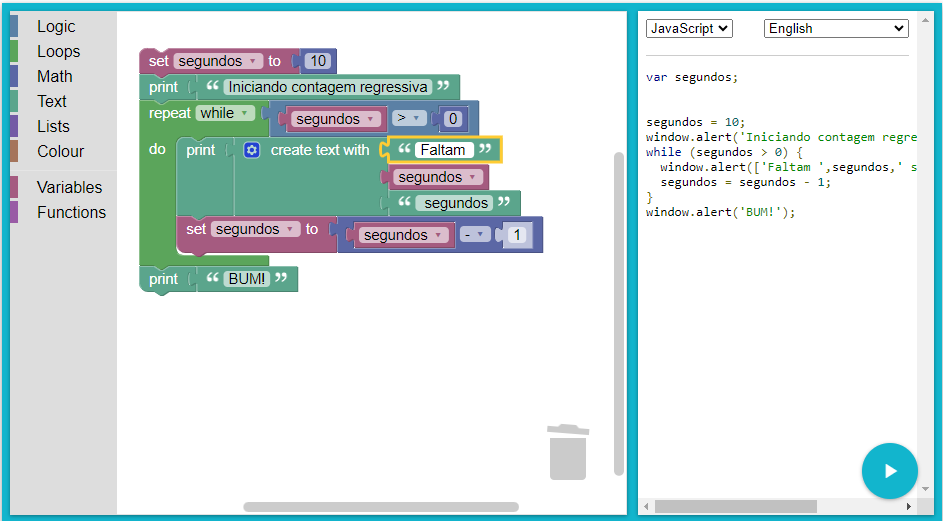 Logic
Loops
Math
Text
Lists
Colour
Variables
Functions
set segundos to 10
print “ Iniciando contagem regressiva ”
repeat while segundos > 0
do print create text with “ Faltam ”
segundos
“ segundos ”
set segundos to segundos - 1
print “ BUM! ”
JavaScript English
var segundos;
segundos = 10;
window.alert('Iniciando contagem regre
while (segundos > 0) {
window.alert(['Faltam ',segundos,' s
segundos = segundos - 1;
}
window.alert('BUM!');